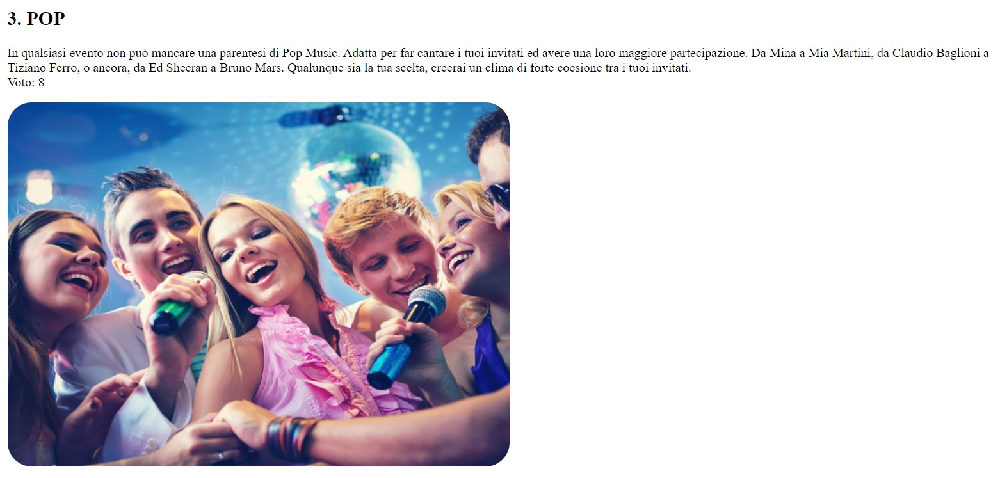 3. POP
In qualsiasi evento non può mancare una parentesi di Pop Music. Adatta per far cantare i tuoi invitati ed avere una loro maggiore partecipazione. Da Mina a Mia Martini, da Claudio Baglioni a
Tiziano Ferro, o ancora, da Ed Sheeran a Bruno Mars. Qualunque sia la tua scelta, creerai un clima di forte coesione tra i tuoi invitati.
Voto: 8